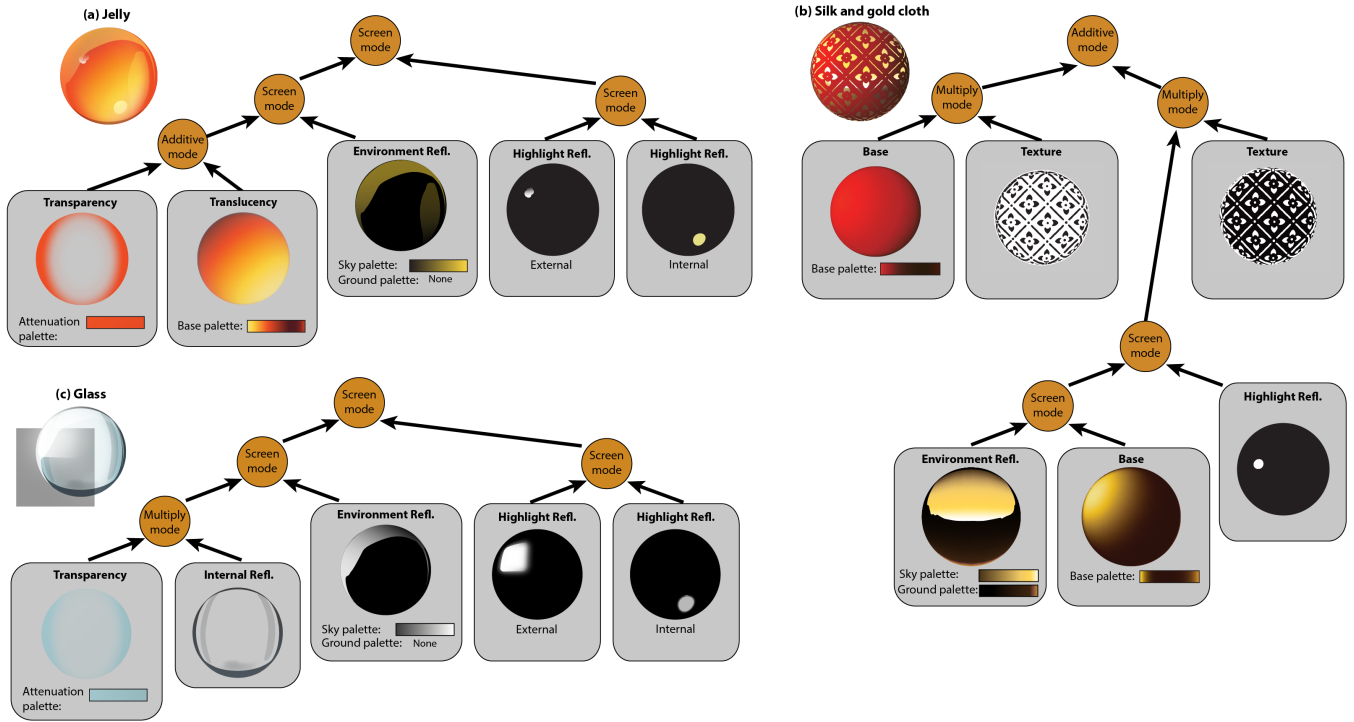 (a) Jelly
Screen
mode
Screen
mode
Screen
mode
Additive
mode
Transparency
Attenuation
palette:
Translucency
Base palette:
Environment Refl.
Sky palette:
Ground palette: None
Highlight Refl.
External
Highlight Refl.
Internal
(b) Silk and gold cloth
Additive
mode
Multiply
mode
Multiply
mode
Base
Base palette:
Texture
Texture
Screen
mode
Screen
mode
Highlight Refl.
Environment Refl.
Sky palette:
Ground palette:
Base
Base palette:
(c) Glass
Screen
mode
Screen
mode
Screen
mode
Multiply
mode
Transparency
Attenuation
palette:
Internal Refl.
Environment Refl.
Sky palette:
Ground palette: None
Highlight Refl.
External
Highlight Refl.
Internal